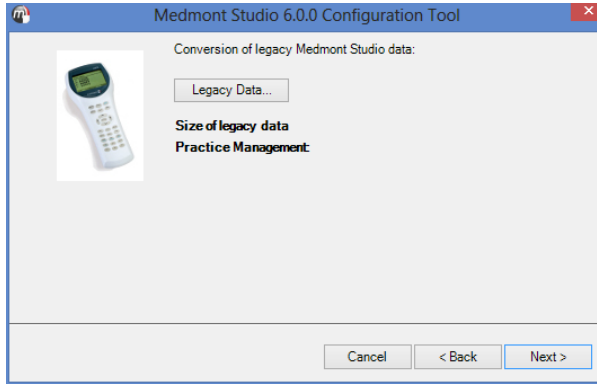 Medmont Studio 6.0.0 Configuration Tool
Conversion of legacy Medmont Studio data:
Legacy Data...
Size of legacy data
Practice Management:
Cancel
< Back
Next >